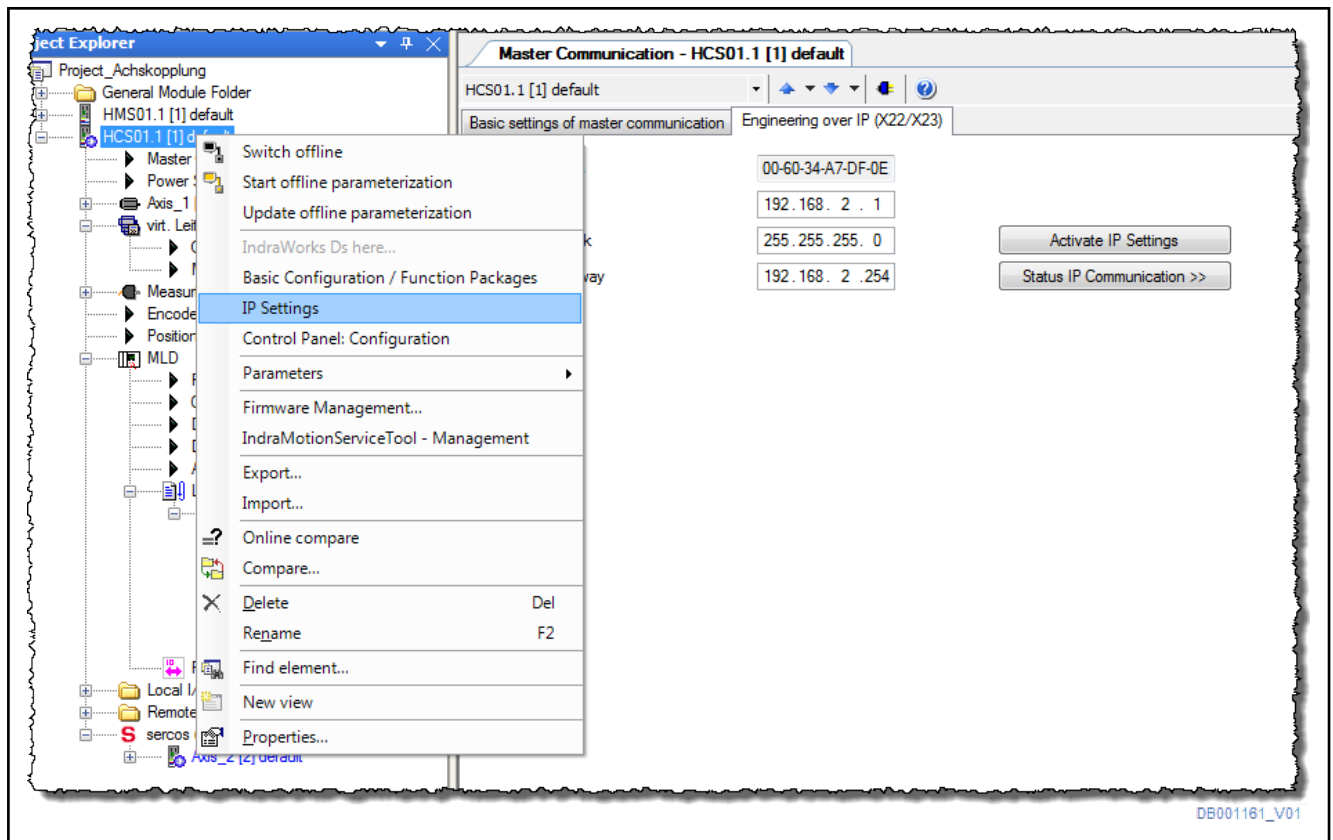 ject Explorer
Project_Achskopplung
General Module Folder
HMS01.1 [1] default
HCS01.1 [1] default
Master
Power
Axis_1
virt. Leit
Measur
Encode
Position
MLD
Local I/
Remote
sercos
Axis_2 [2] default
Switch offline
Start offline parameterization
Update offline parameterization
IndraWorks Ds here...
Basic Configuration / Function Packages
IP Settings
Control Panel: Configuration
Parameters
Firmware Management...
IndraMotionServiceTool - Management
Export...
Import...
Online compare
Compare...
Delete Del
Rename F2
Find element...
New view
Properties...
Master Communication - HCS01.1 [1] default
HCS01.1 [1] default
Basic settings of master communication Engineering over IP (X22/X23)
00-60-34-A7-DF-0E
192.168. 2 . 1
k 255.255.255. 0 Activate IP Settings
way 192.168. 2 .254 Status IP Communication >>
DB001161_V01